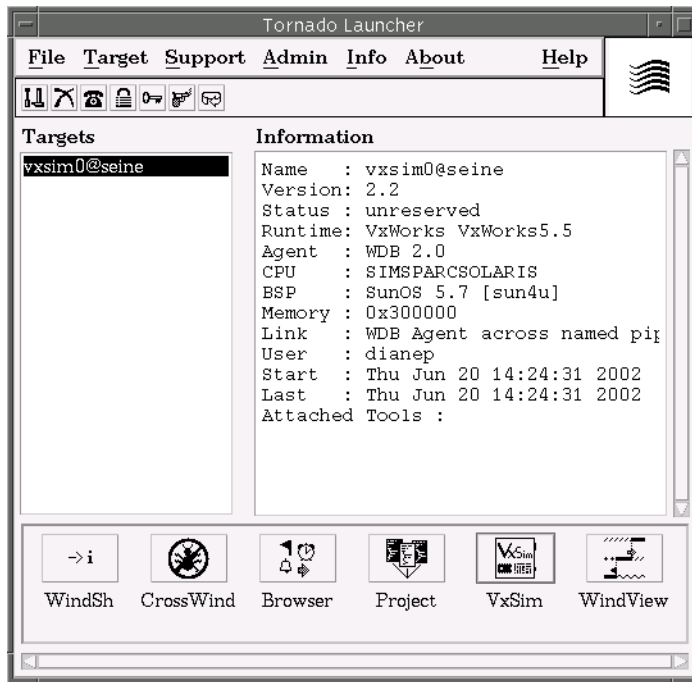 Tornado Launcher
File Target Support Admin Info About Help
Targets
vxsim0@seine
Information
Name : vxsim0@seine
Version: 2.2
Status : unreserved
Runtime: VxWorks VxWorks5.5
Agent : WDB 2.0
CPU : SIMSPARCSOLARIS
BSP : SunOS 5.7 [sun4u]
Memory : 0x300000
Link : WDB Agent across named pip
User : dianep
Start : Thu Jun 20 14:24:31 2002
Last : Thu Jun 20 14:24:31 2002
Attached Tools :
->i
VxSim
WindSh CrossWind Browser Project VxSim WindView